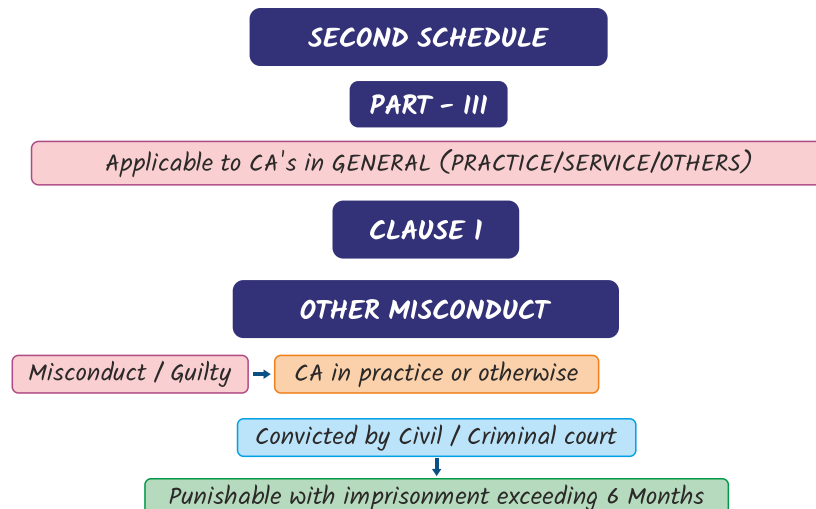 SECOND SCHEDULE
PART - III
Applicable to CA's in GENERAL (PRACTICE/SERVICE/OTHERS)
CLAUSE 1
OTHER MISCONDUCT
Misconduct / Guilty
CA in practice or otherwise
Convicted by Civil / Criminal court
Punishable with imprisonment exceeding 6 Months